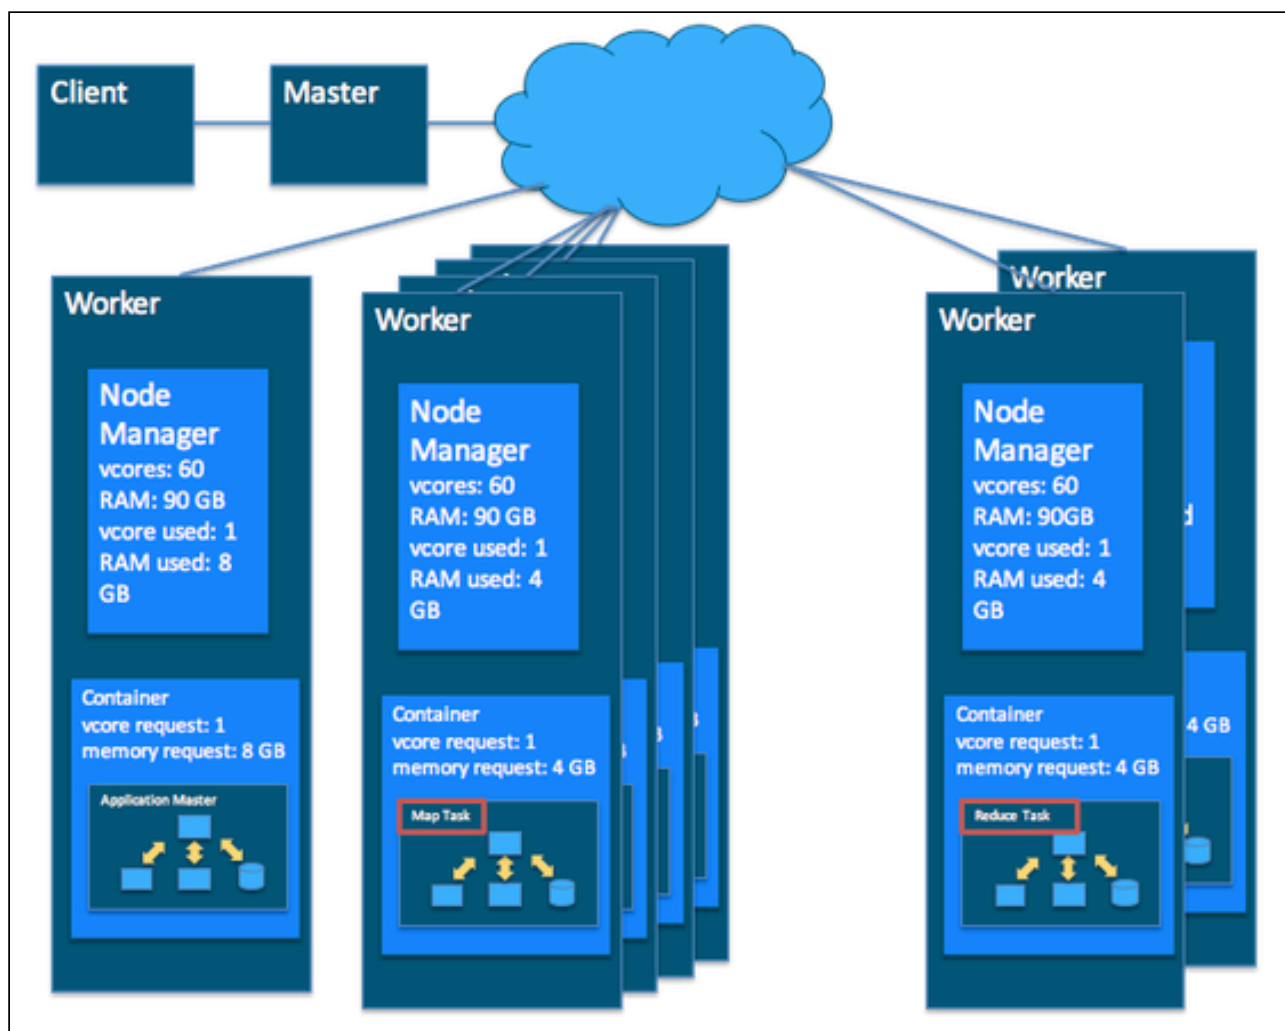 Client
Master
Worker
Node
Manager
vcores: 60
RAM: 90 GB
vcore used: 1
RAM used: 8
GB
Container
vcore request: 1
memory request: 8 GB
Application Master
Worker
Node
Manager
vcores: 60
RAM: 90 GB
vcore used: 1
RAM used: 4
GB
Container
vcore request: 1
memory request: 4 GB
Map Task
Worker
4 GB
Worker
Node
Manager
vcores: 60
RAM: 90GB
vcore used: 1
RAM used: 4
GB
Container
vcore request: 1
memory request: 4 GB
Reduce Task